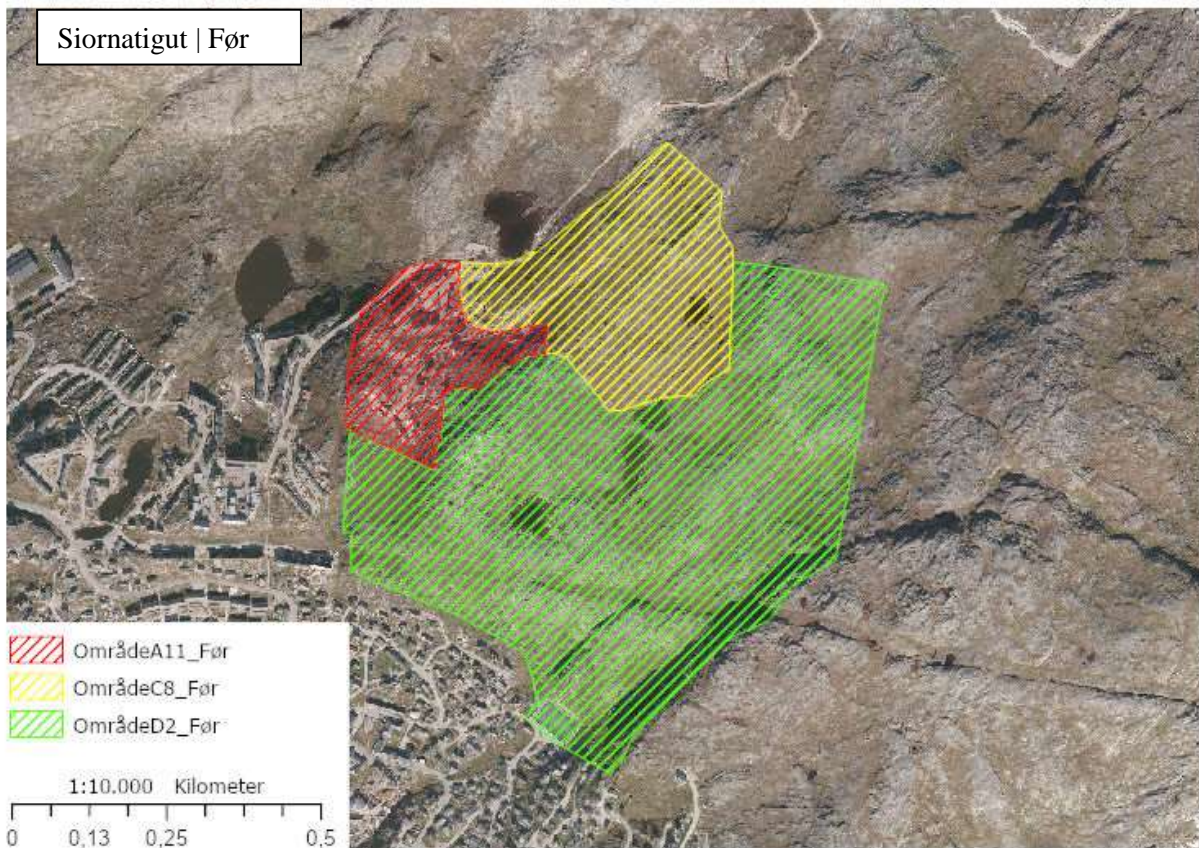 Siornatigut | Før
OmrådeA11_Før
OmrådeC8_Før
OmrådeD2_Før
1:10.000 Kilometer
0 0,13 0,25 0,5